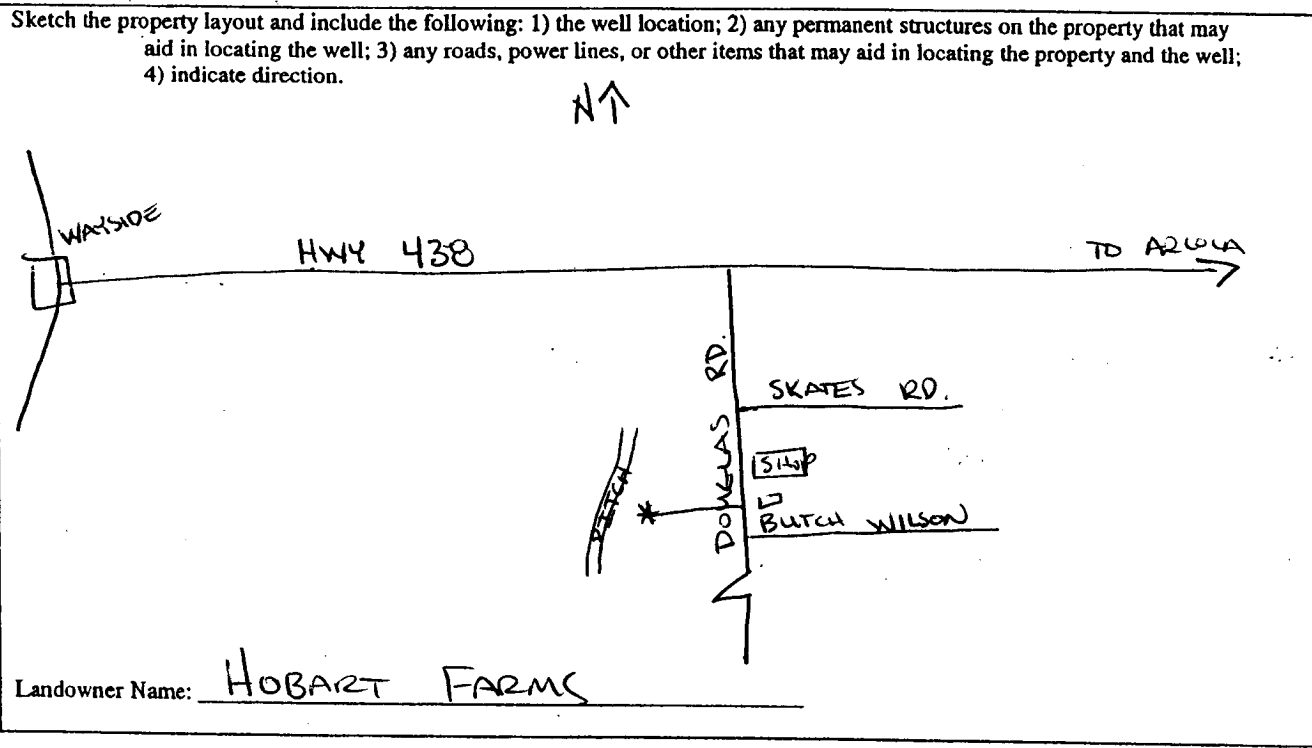 Sketch the property layout and include the following: 1) the well location; 2) any permanent structures on the property that may
aid in locating the well; 3) any roads, power lines, or other items that may aid in locating the property and the well;
4) indicate direction.
N↑
WAYSIDE
HWY 438
TO ARCOLA
DOUGLAS RD.
SKATES RD.
SHOP
DITCH
*
BUTCH WILSON
Landowner Name: HOBART FARMS